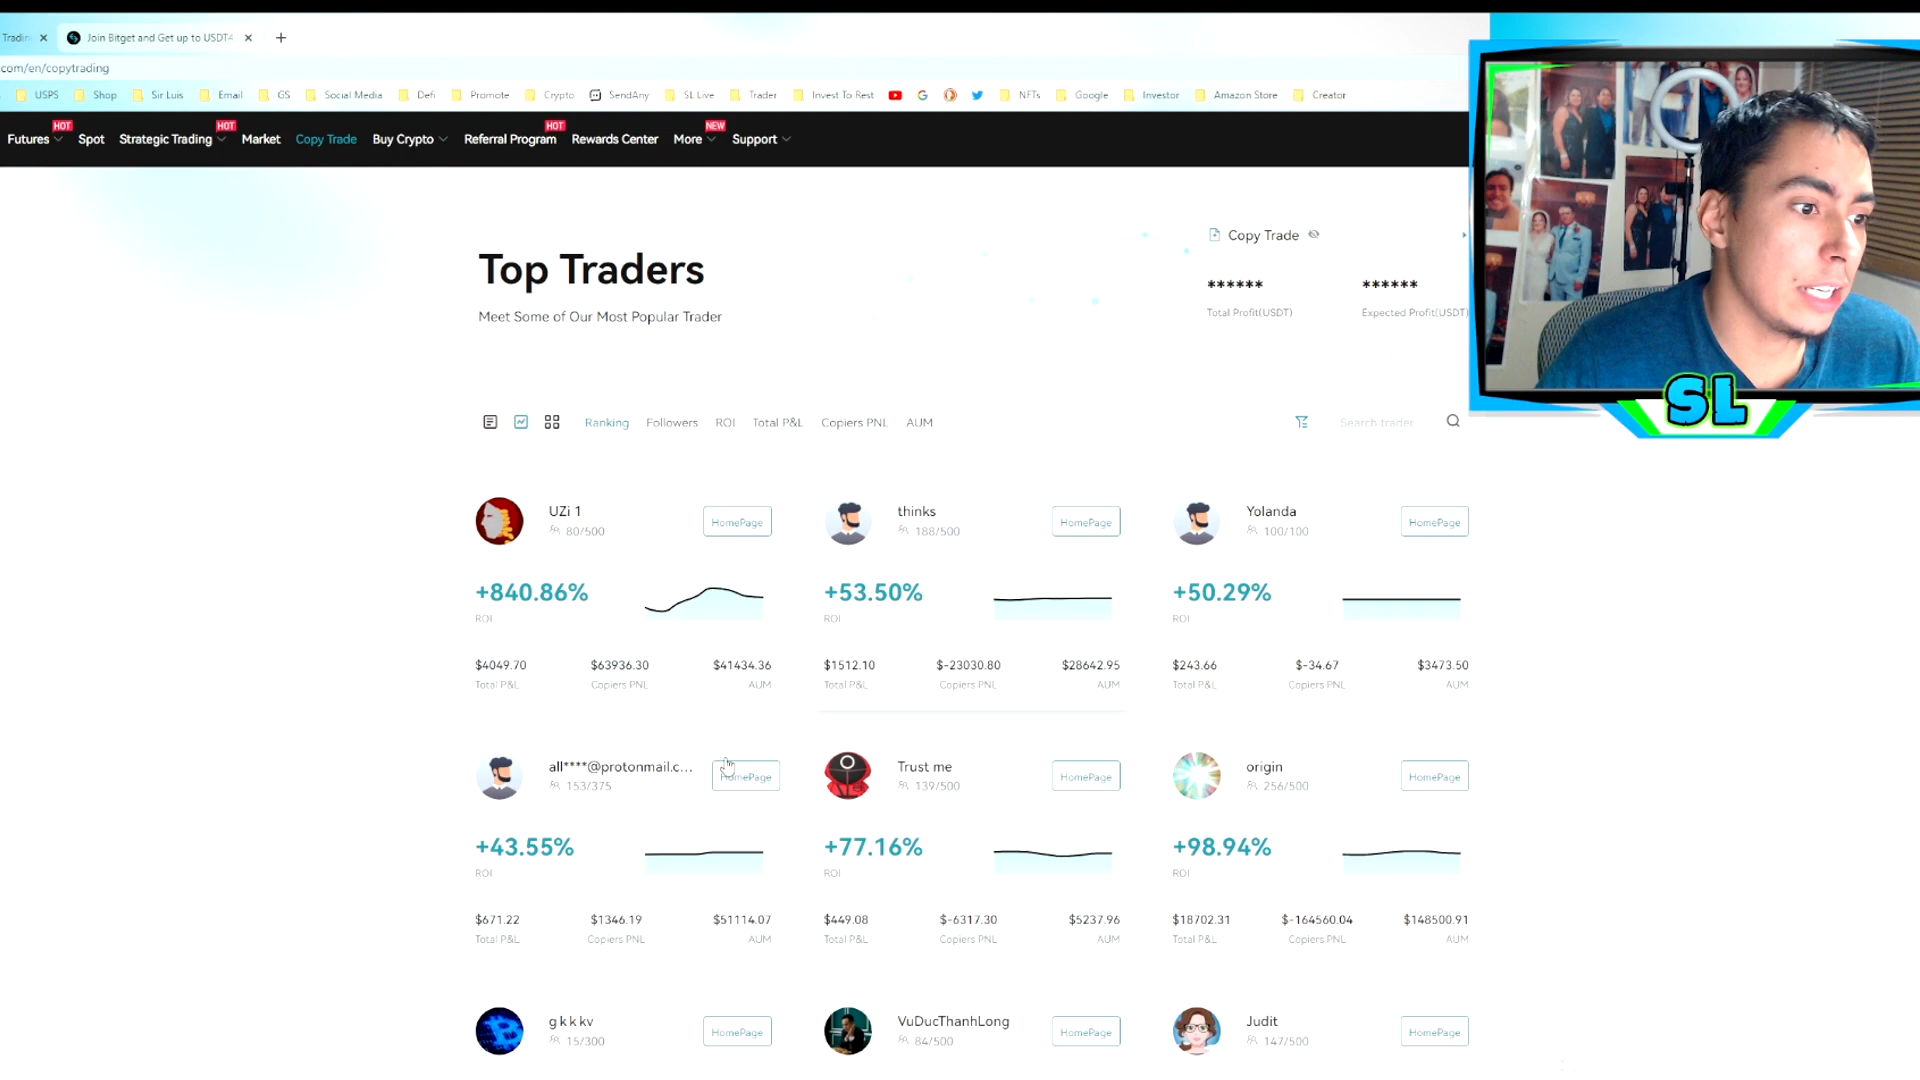 Trading
Join Bitget and Get up to USDT4
.com/en/copytrading
USPS Shop Sir Luis Email GS Social Media Defi Promote Crypto SendAny SL Live Trader Invest To Rest NFTs Google Investor Amazon Store Creator
HOT HOT HOT NEW
Futures Spot Strategic Trading Market Copy Trade Buy Crypto Referral Program Rewards Center More Support
Copy Trade
Top Traders
****** ******
Total Profit(USDT) Expected Profit(USDT)
Meet Some of Our Most Popular Trader
SL
Ranking Followers ROI Total P&L Copiers PNL AUM Search trader
UZi 1 HomePage thinks HomePage Yolanda HomePage
80/500 188/500 100/100
+840.86% +53.50% +50.29%
ROI ROI ROI
$4049.70 $63936.30 $41434.36 $1512.10 $-23030.80 $28642.95 $243.66 $-34.67 $3473.50
Total P&L Copiers PNL AUM Total P&L Copiers PNL AUM Total P&L Copiers PNL AUM
all****@protonmail.c... HomePage Trust me HomePage origin HomePage
153/375 139/500 256/500
+43.55% +77.16% +98.94%
ROI ROI ROI
$671.22 $1346.19 $51114.07 $449.08 $-6317.30 $5237.96 $18702.31 $-164560.04 $148500.91
Total P&L Copiers PNL AUM Total P&L Copiers PNL AUM Total P&L Copiers PNL AUM
g k k kv HomePage VuDucThanhLong HomePage Judit HomePage
15/300 84/500 147/500